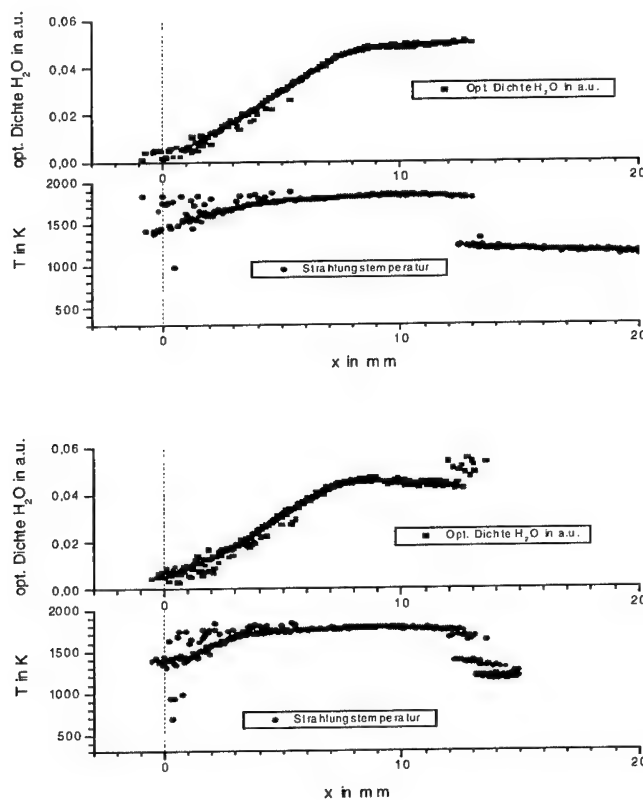 opt. Dichte H2O in a.u.
0,06
0,04
0,02
0,00
Opt. Dichte H2O in a.u.
0
10
20
T in K
2000
1500
1000
500
Strahlungstemperatur
0
10
20
x in mm
opt. Dichte H2O in a.u.
0,06
0,04
0,02
0,00
Opt. Dichte H2O in a.u.
0
10
20
T in K
2000
1500
1000
500
Strahlungstemperatur
0
10
20
x in mm